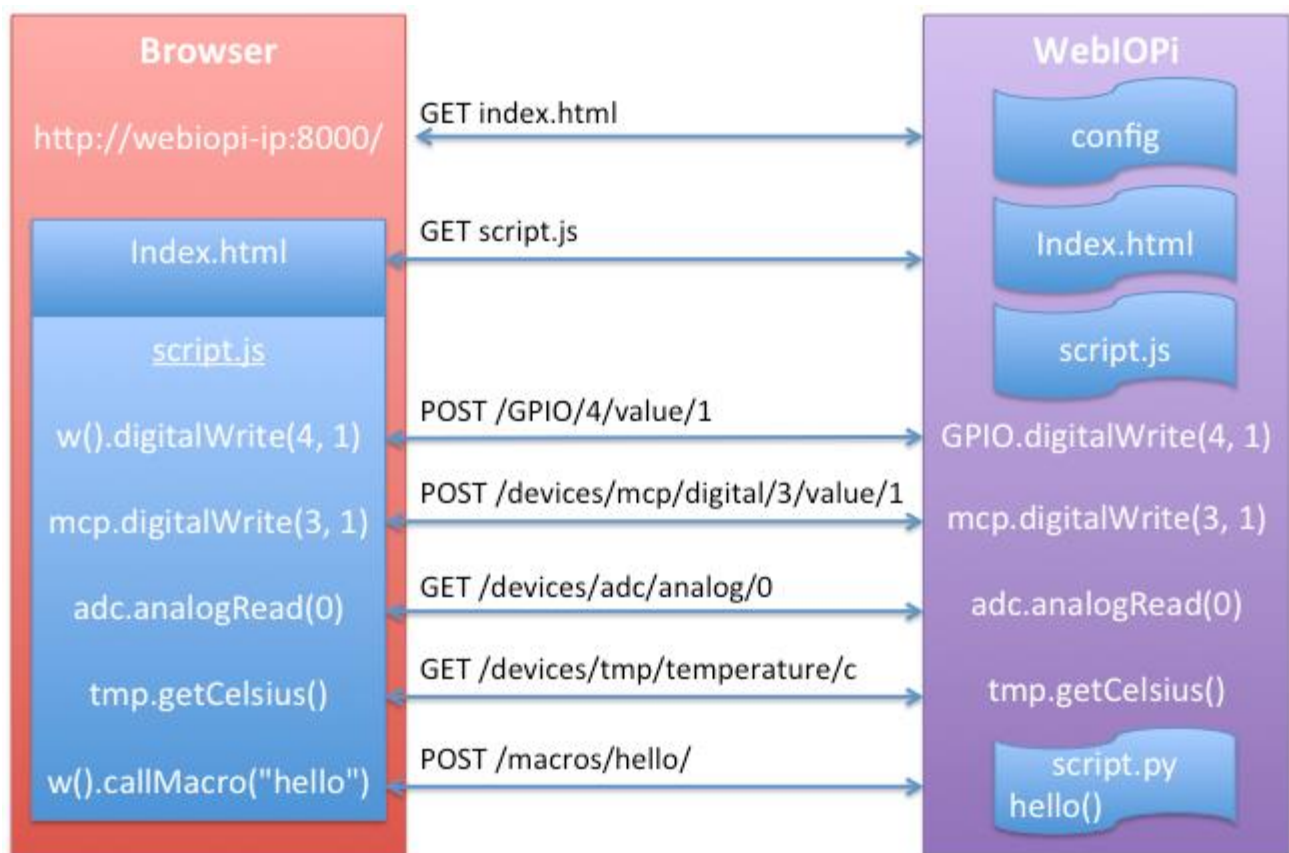 Browser
WebIOPi
http://webiopi-ip:8000/
GET index.html
config
Index.html
GET script.js
Index.html
script.js
script.js
w().digitalWrite(4, 1)
POST /GPIO/4/value/1
GPIO.digitalWrite(4, 1)
mcp.digitalWrite(3, 1)
POST /devices/mcp/digital/3/value/1
mcp.digitalWrite(3, 1)
adc.analogRead(0)
GET /devices/adc/analog/0
adc.analogRead(0)
tmp.getCelsius()
GET /devices/tmp/temperature/c
tmp.getCelsius()
w().callMacro("hello")
POST /macros/hello/
script.py
hello()